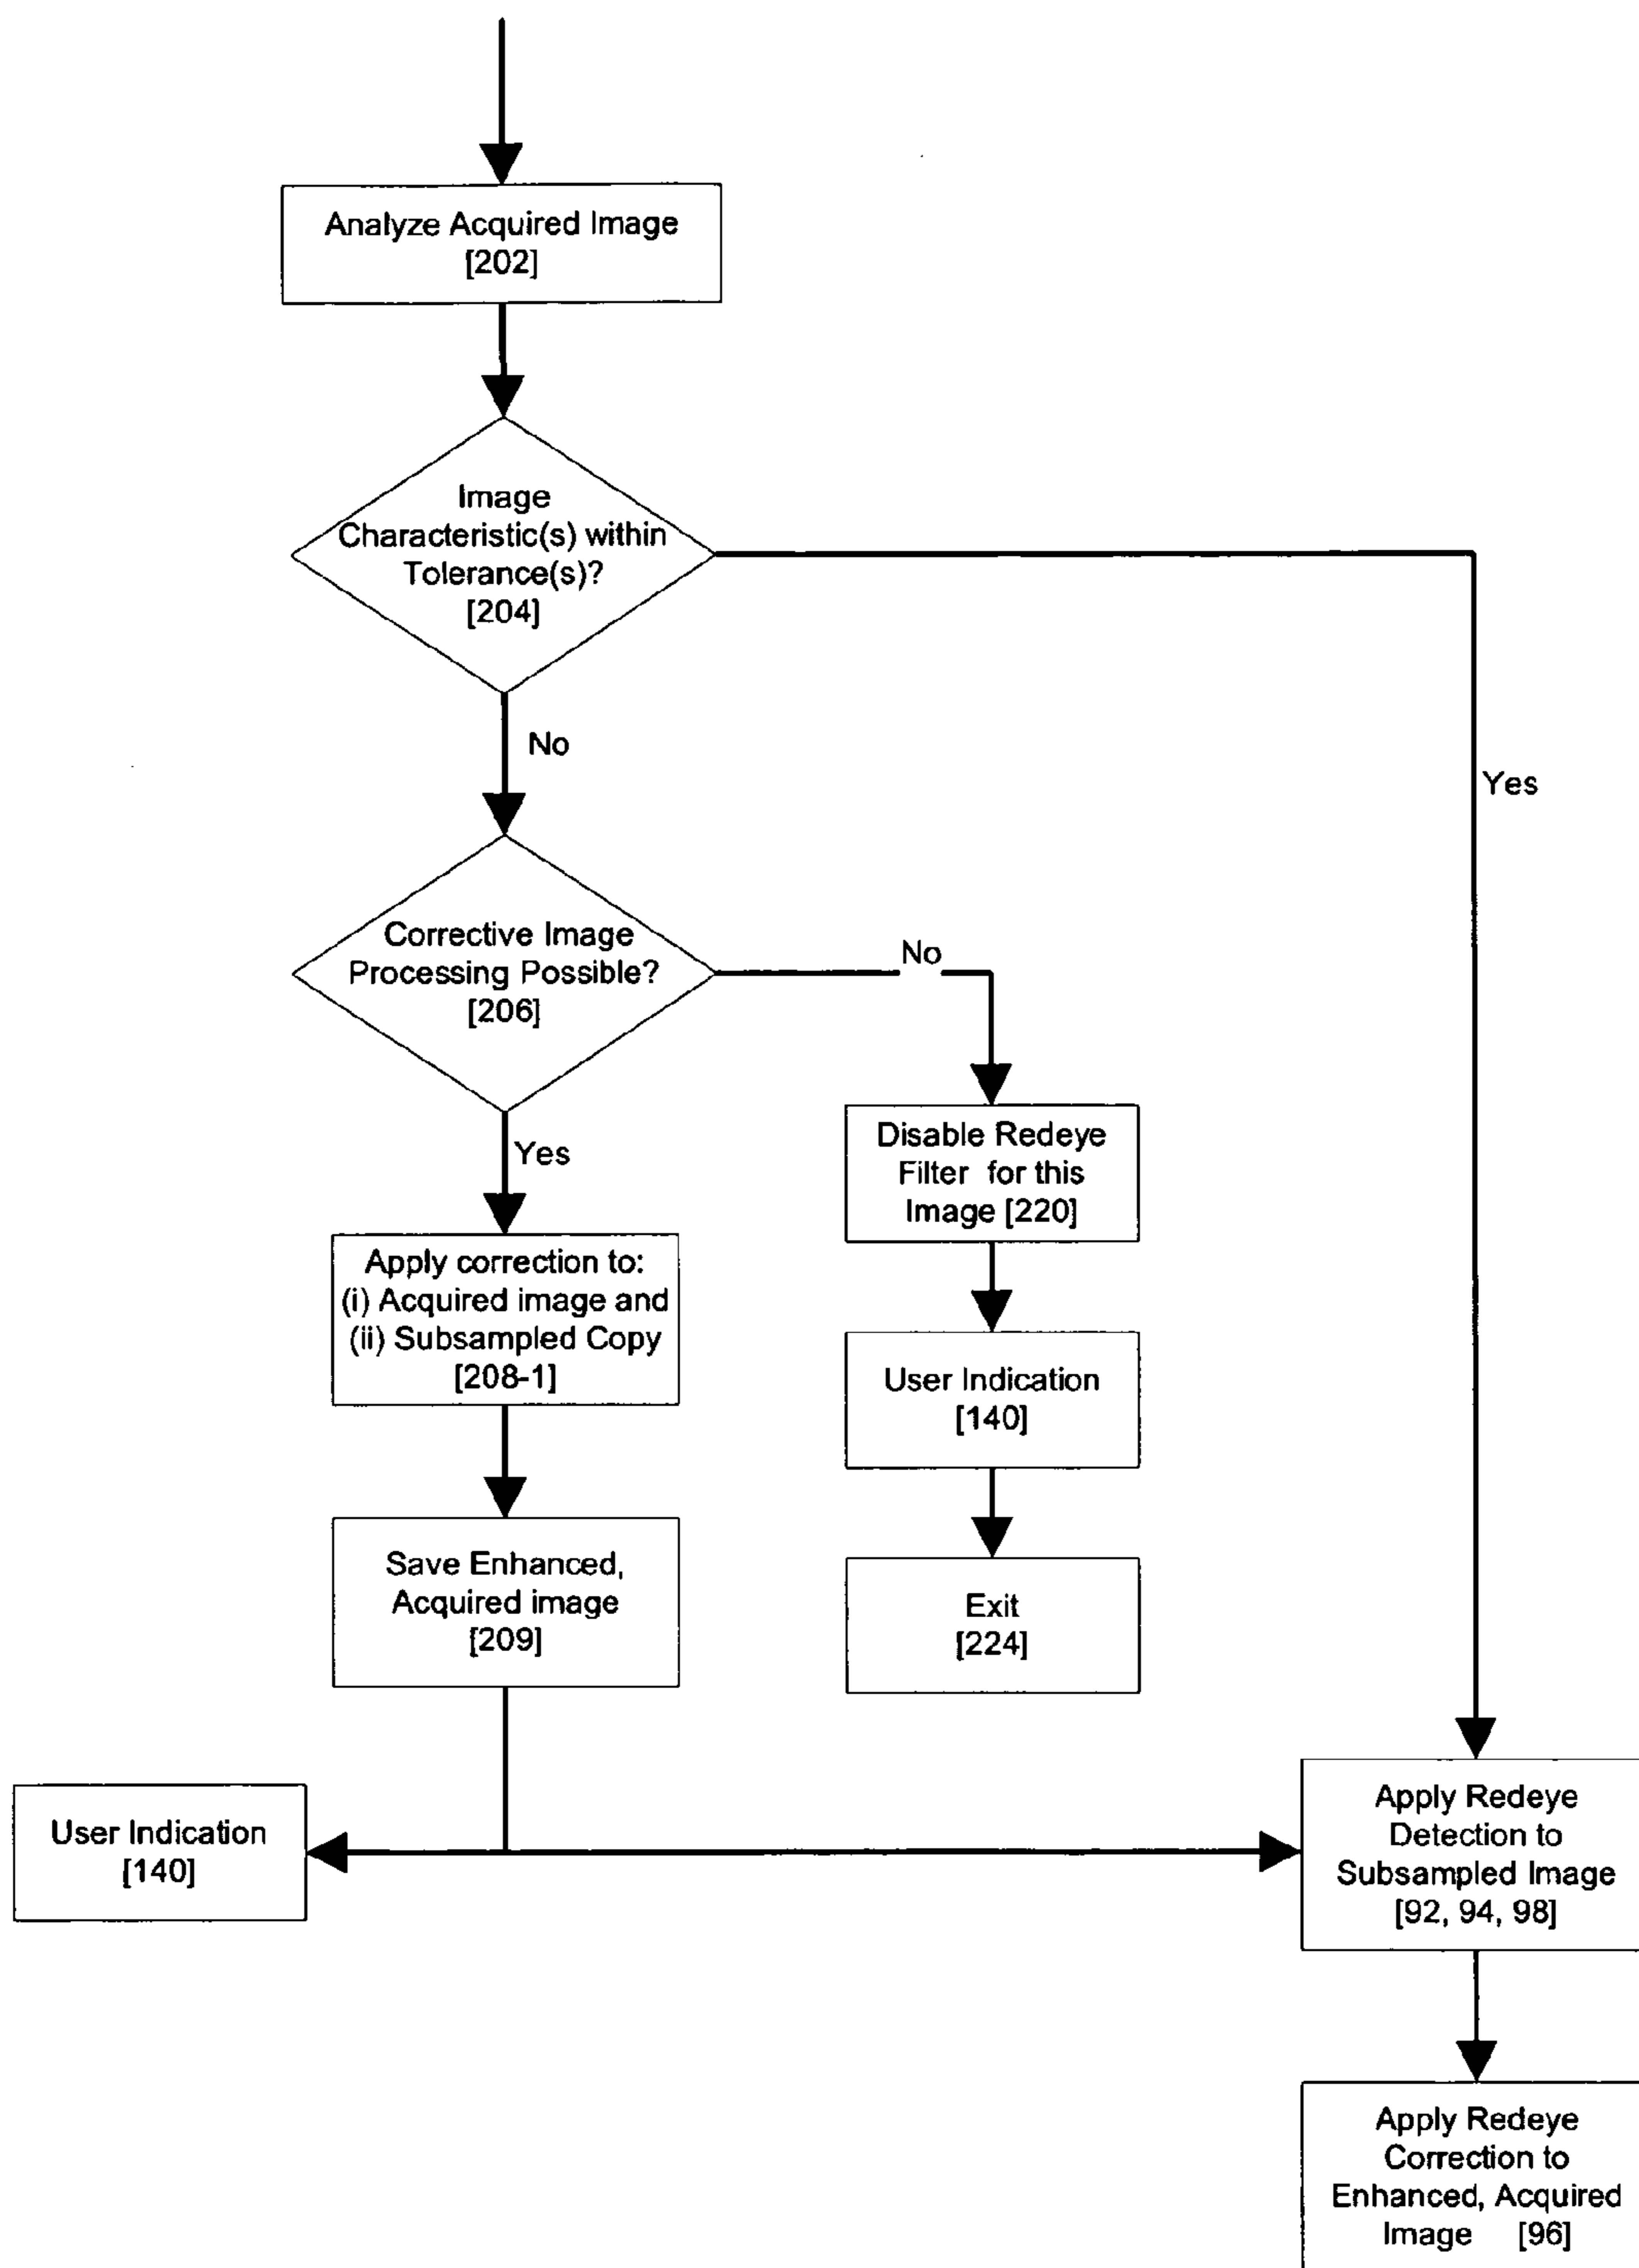 Analyze Acquired Image
[202]
Image
Characteristic(s) within
Tolerance(s)?
[204]
No
Yes
Corrective Image
Processing Possible?
[206]
No
Yes
Disable Redeye
Filter for this
Image [220]
Apply correction to:
(i) Acquired image and
(ii) Subsampled Copy
[208-1]
User Indication
[140]
Save Enhanced,
Acquired image
[209]
Exit
[224]
User Indication
[140]
Apply Redeye
Detection to
Subsampled Image
[92, 94, 98]
Apply Redeye
Correction to
Enhanced, Acquired
Image [96]